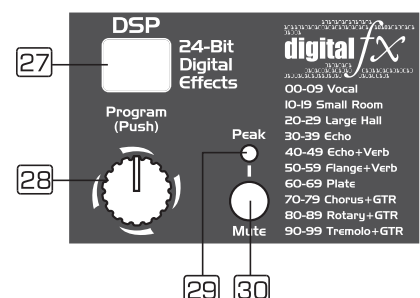 DSP
27
24-Bit
Digital
Effects
Program
(Push)
28
Peak
Mute
29
30
digital fx
00-09 Vocal
10-19 Small Room
20-29 Large Hall
30-39 Echo
40-49 Echo+Verb
50-59 Flange+Verb
60-69 Plate
70-79 Chorus+GTR
80-89 Rotary+GTR
90-99 Tremolo+GTR